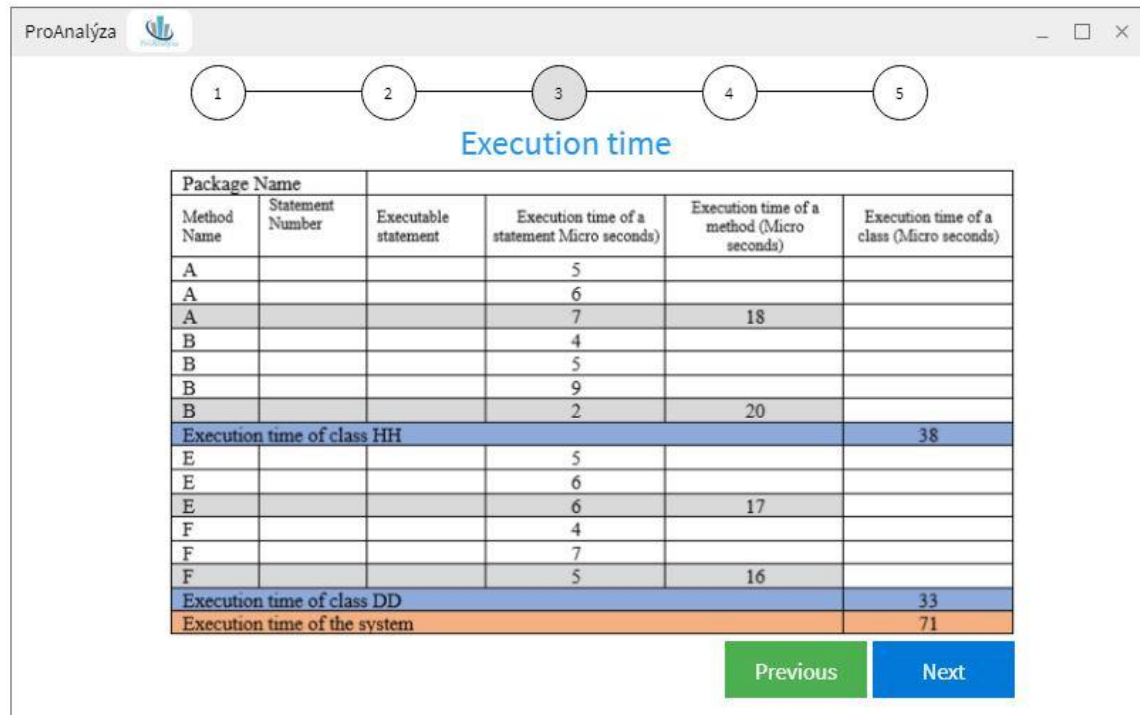 ProAnalýza
1 2 3 4 5
Execution time
Package Name
Method Name Statement Number Executable statement Execution time of a statement Micro seconds) Execution time of a method (Micro seconds) Execution time of a class (Micro seconds)
A 5
A 6
A 7 18
B 4
B 5
B 9
B 2 20
Execution time of class HH 38
E 5
E 6
E 6 17
F 4
F 7
F 5 16
Execution time of class DD 33
Execution time of the system 71
Previous Next